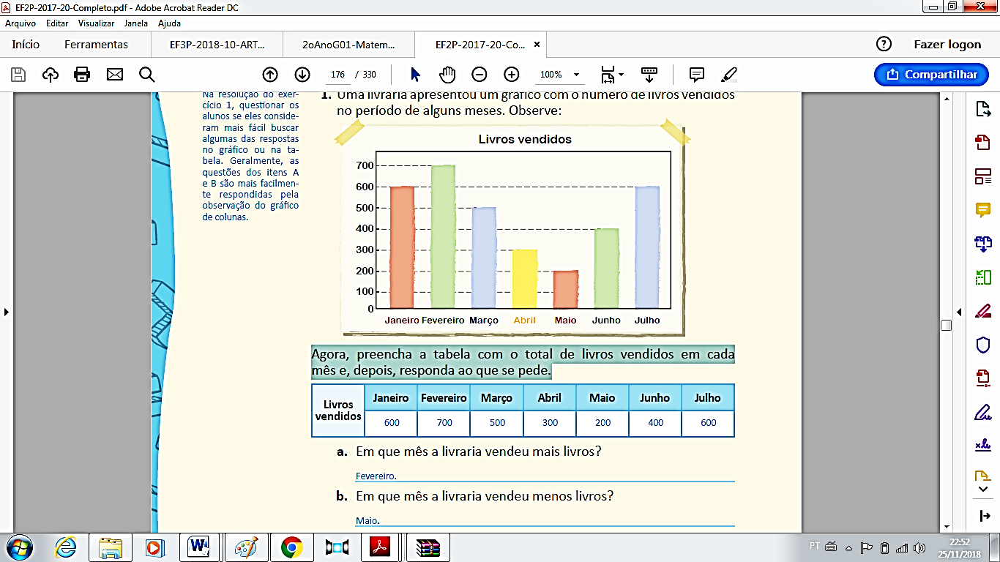 EF2P-2017-20-Completo.pdf - Adobe Acrobat Reader DC
Arquivo Editar Visualizar Janela Ajuda
Início Ferramentas EF3P-2018-10-ART... 2oAnoG01-Matem... EF2P-2017-20-Co... ×
Fazer logon
176 / 330 100% Compartilhar
Na resolução do exer-
cício 1, questionar os
alunos se eles conside-
ram mais fácil buscar
algumas das respostas
no gráfico ou na ta-
bela. Geralmente, as
questões dos itens A
e B são mais facilmen-
te respondidas pela
observação do gráfico
de colunas.
1. Uma livraria apresentou um gráfico com o número de livros vendidos
no período de alguns meses. Observe:
Livros vendidos
700
600
500
400
300
200
100
0
Janeiro Fevereiro Março Abril Maio Junho Julho
Agora, preencha a tabela com o total de livros vendidos em cada
mês e, depois, responda ao que se pede.
Livros
vendidos
Janeiro Fevereiro Março Abril Maio Junho Julho
600 700 500 300 200 400 600
a. Em que mês a livraria vendeu mais livros?
Fevereiro.
b. Em que mês a livraria vendeu menos livros?
Maio.
PT
22:52
25/11/2018